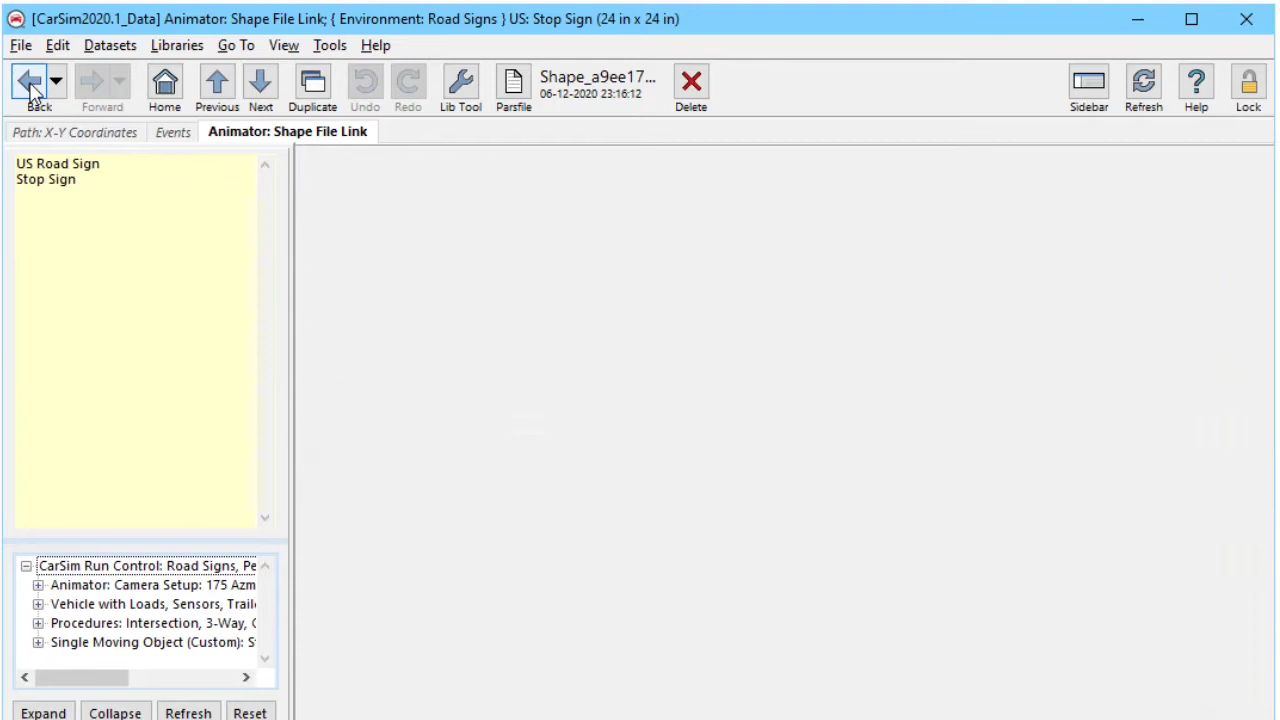 [CarSim2020.1_Data] Animator: Shape File Link; { Environment: Road Signs } US: Stop Sign (24 in x 24 in)
File Edit Datasets Libraries Go To View Tools Help
Back Forward Home Previous Next Duplicate Undo Redo Lib Tool Parsfile Shape_a9ee17... 06-12-2020 23:16:12 Delete Sidebar Refresh Help Lock
Path: X-Y Coordinates Events Animator: Shape File Link
US Road Sign
Stop Sign
CarSim Run Control: Road Signs, Pe
Animator: Camera Setup: 175 Azm
Vehicle with Loads, Sensors, Traile
Procedures: Intersection, 3-Way, C
Single Moving Object (Custom): S
Expand Collapse Refresh Reset